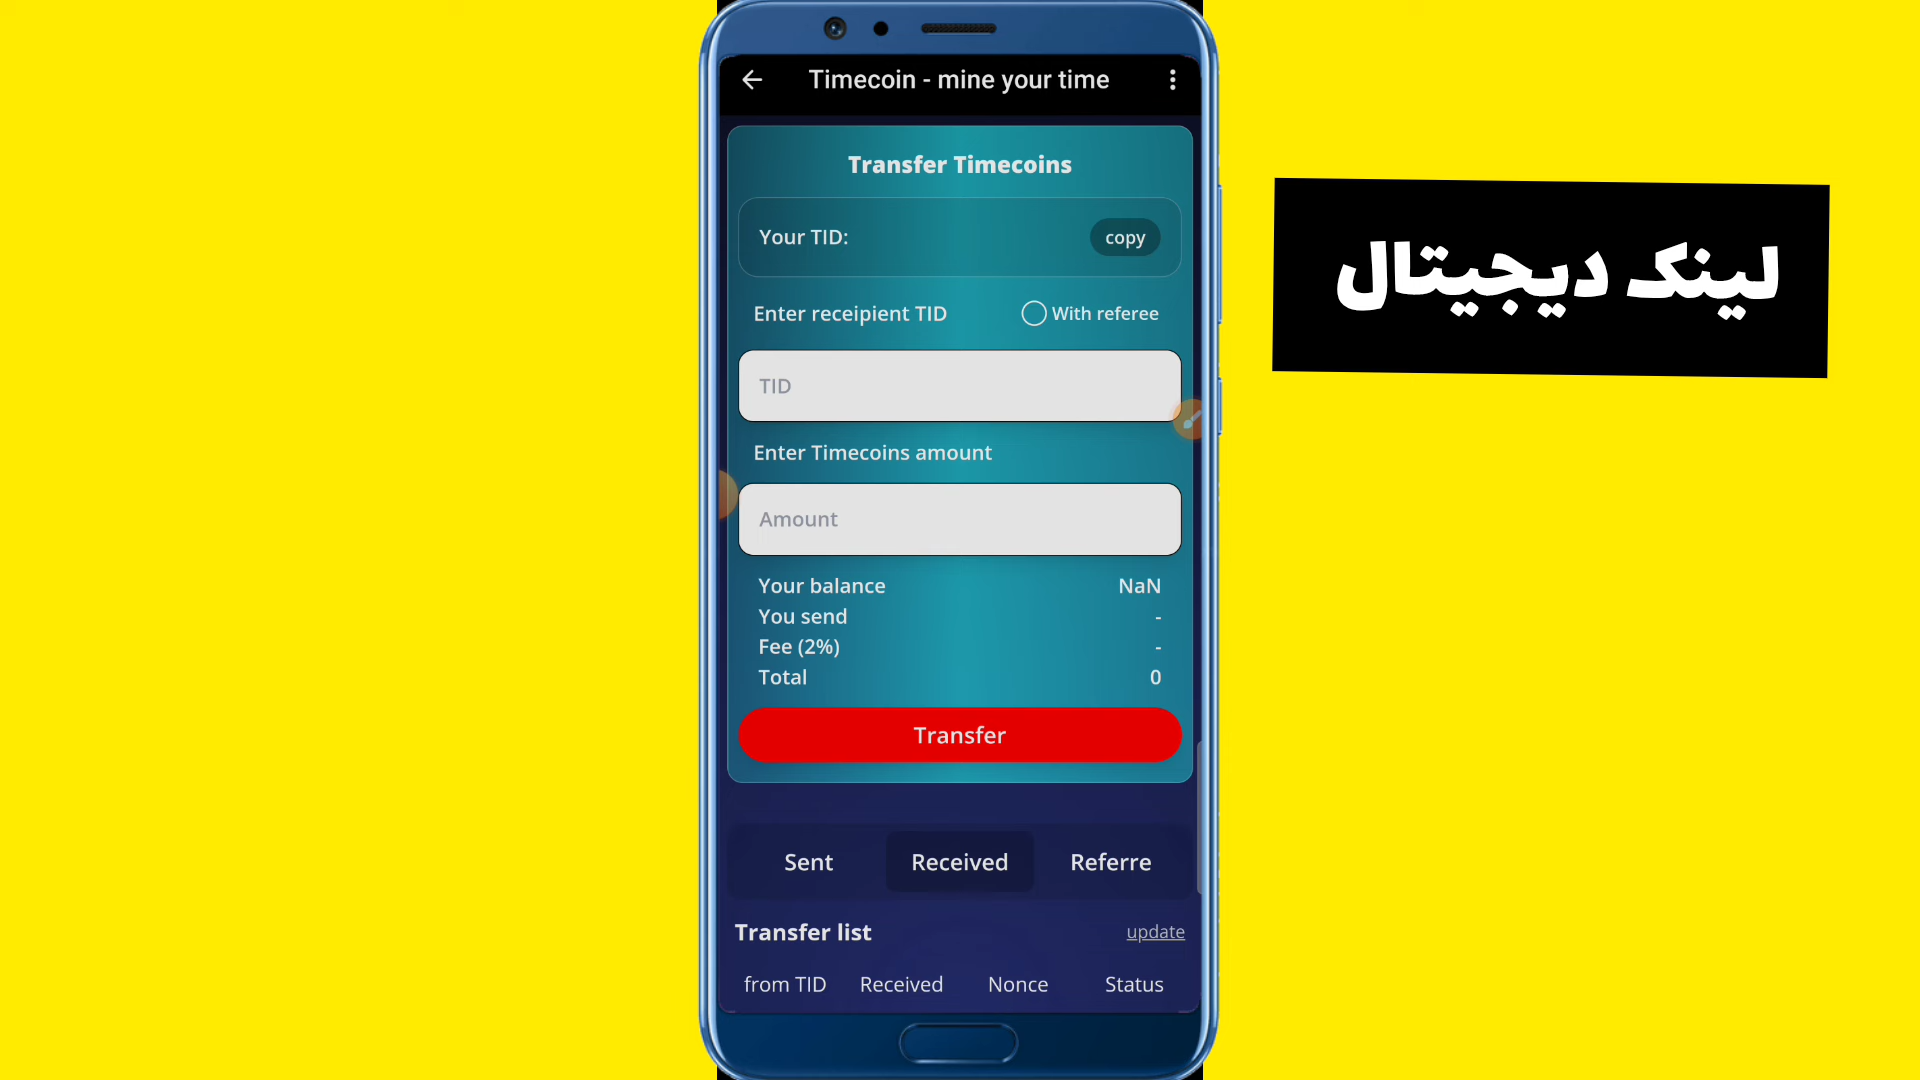 Timecoin - mine your time
Transfer Timecoins
Your TID:
copy
Enter receipient TID
With referee
TID
Enter Timecoins amount
Amount
Your balance NaN
You send -
Fee (2%) -
Total 0
Transfer
Sent Received Referre
Transfer list update
from TID Received Nonce Status
لینک دیجیتال